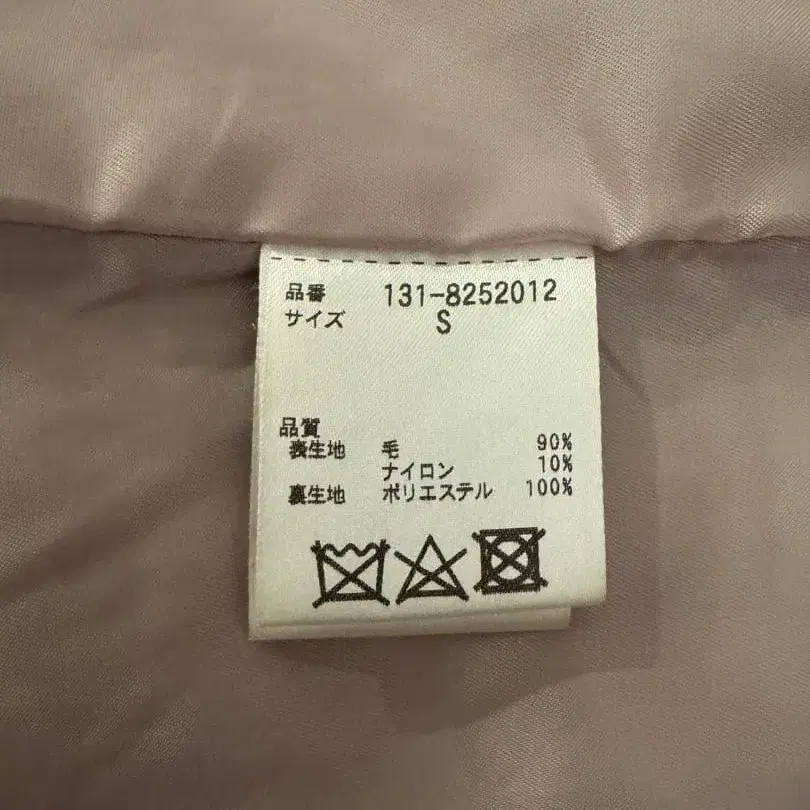 品番 131-8252012
サイズ S
品質
表生地 毛 90%
ナイロン 10%
裏生地 ポリエステル 100%